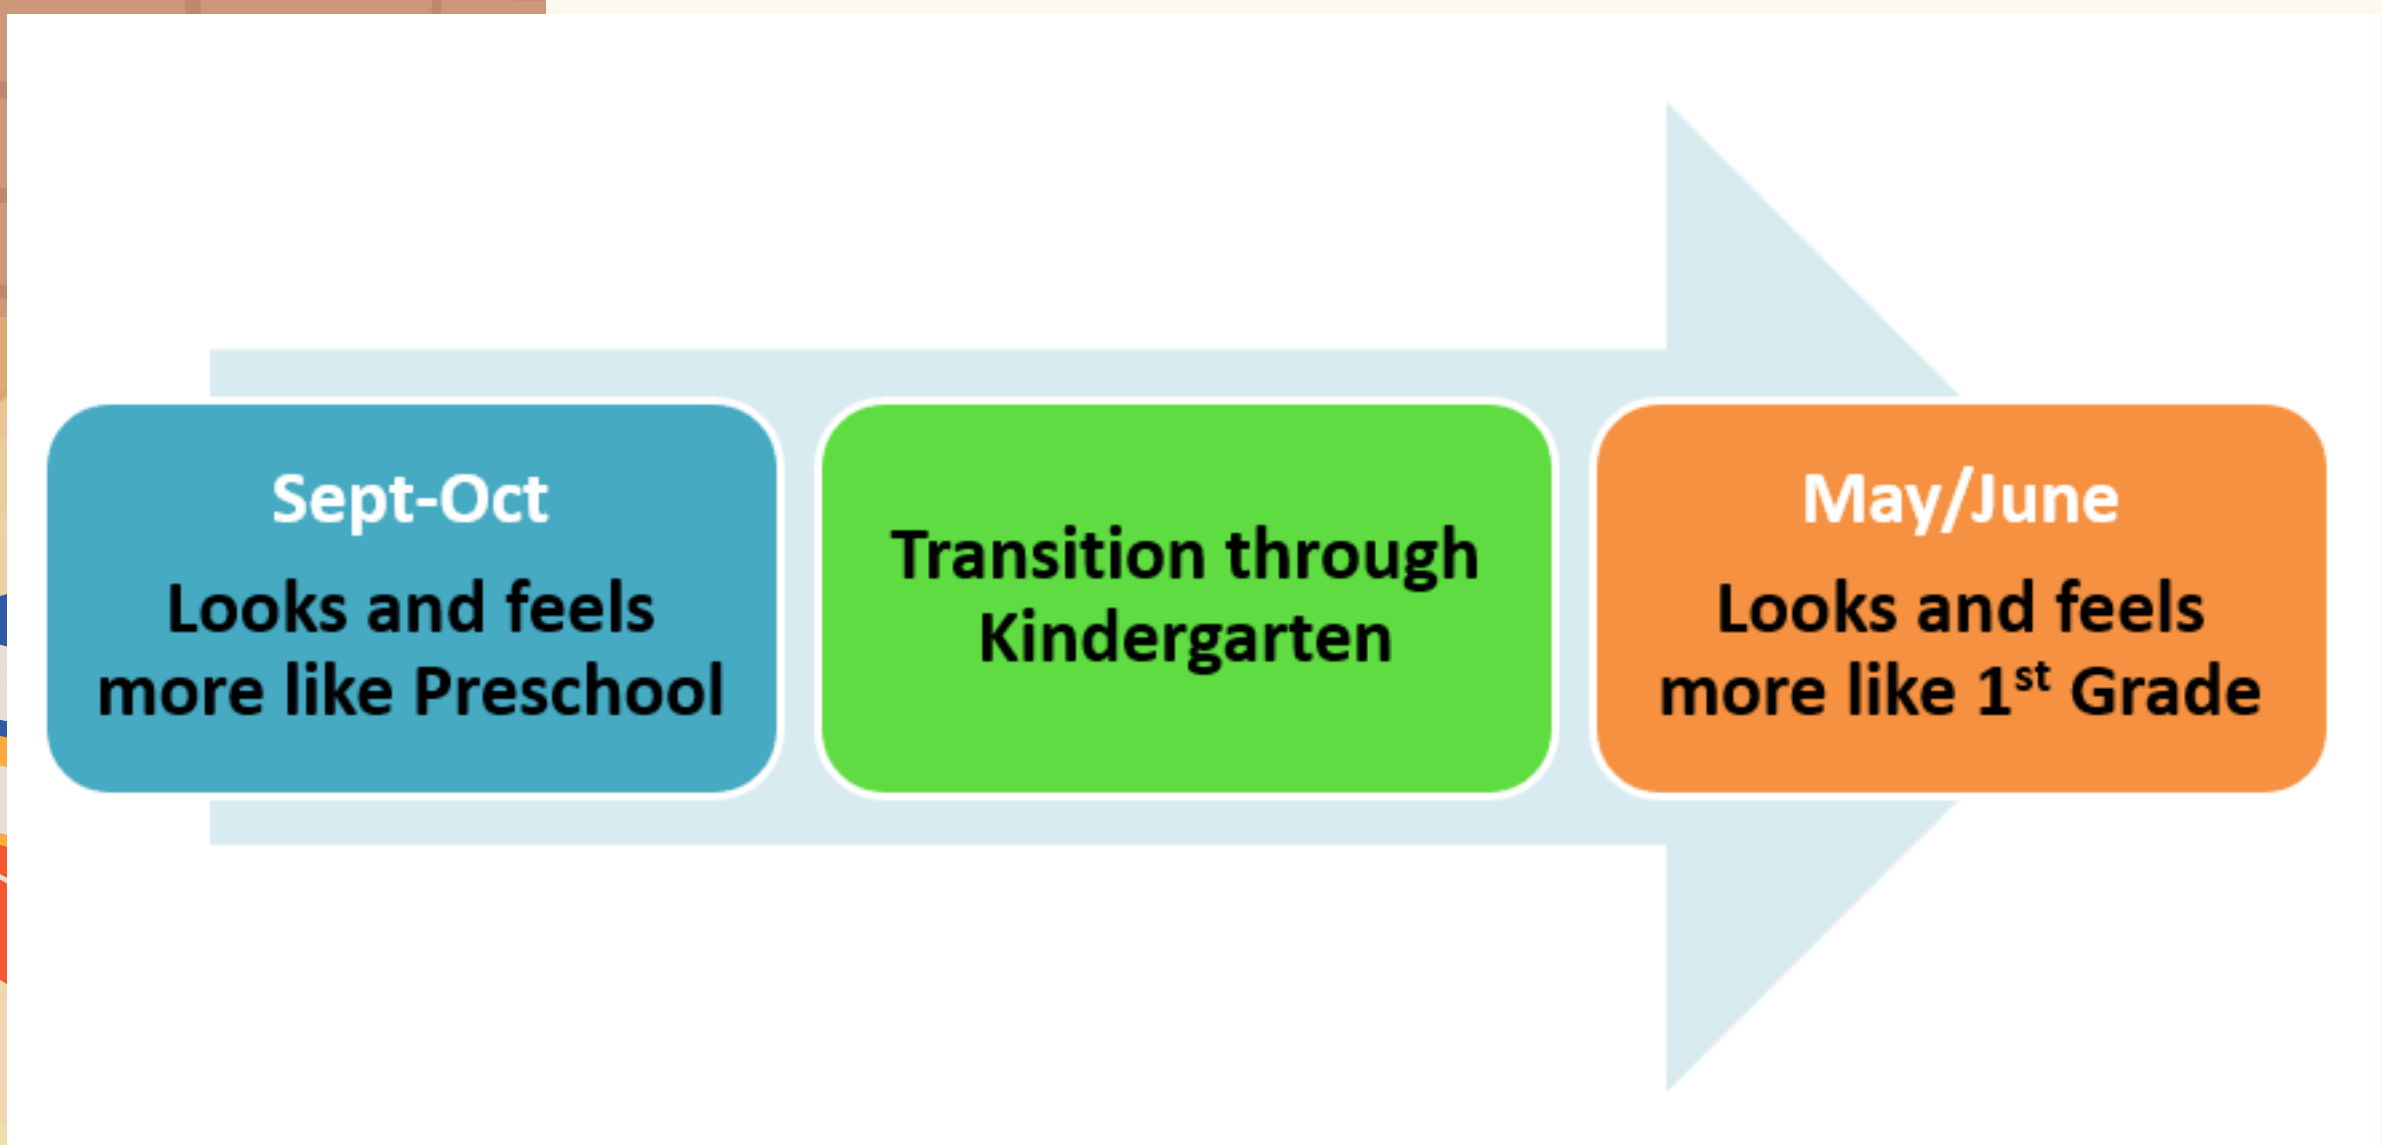 Sept-Oct
Looks and feels
more like Preschool
Transition through
Kindergarten
May/June
Looks and feels
more like 1st Grade